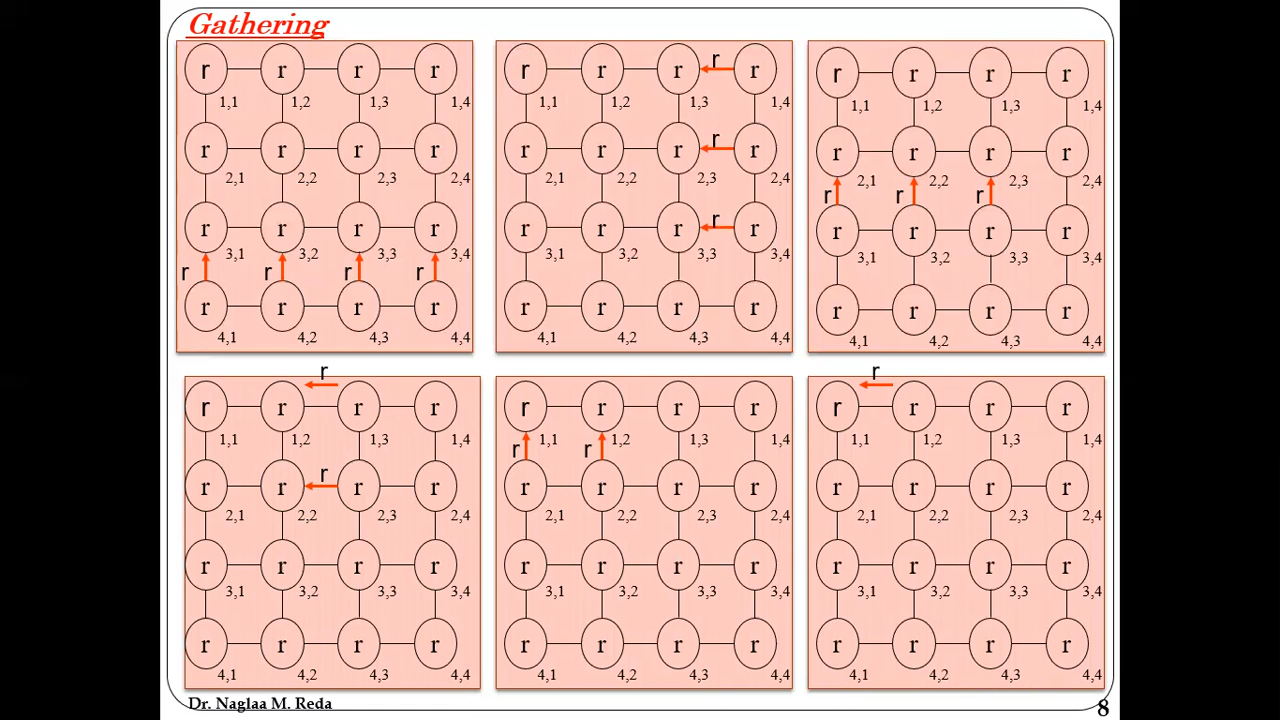 Gathering
r r r r
1,1 1,2 1,3 1,4
r r r r
2,1 2,2 2,3 2,4
r r r r
3,1 3,2 3,3 3,4
r r r r
r r r r
4,1 4,2 4,3 4,4
r
r r r r
1,1 1,2 1,3 1,4
r
r r r r
2,1 2,2 2,3 2,4
r
r r r r
3,1 3,2 3,3 3,4
r r r r
4,1 4,2 4,3 4,4
r r r r
1,1 1,2 1,3 1,4
r r r r
2,1 2,2 2,3 2,4
r r r
r r r r
3,1 3,2 3,3 3,4
r r r r
4,1 4,2 4,3 4,4
r
r r r r
1,1 1,2 1,3 1,4
r
r r r r
2,1 2,2 2,3 2,4
r r r r
3,1 3,2 3,3 3,4
r r r r
4,1 4,2 4,3 4,4
r r r r
1,1 1,2 1,3 1,4
r r
r r r r
2,1 2,2 2,3 2,4
r r r r
3,1 3,2 3,3 3,4
r r r r
4,1 4,2 4,3 4,4
r
r r r r
1,1 1,2 1,3 1,4
r r r r
2,1 2,2 2,3 2,4
r r r r
3,1 3,2 3,3 3,4
r r r r
4,1 4,2 4,3 4,4
Dr. Naglaa M. Reda
8